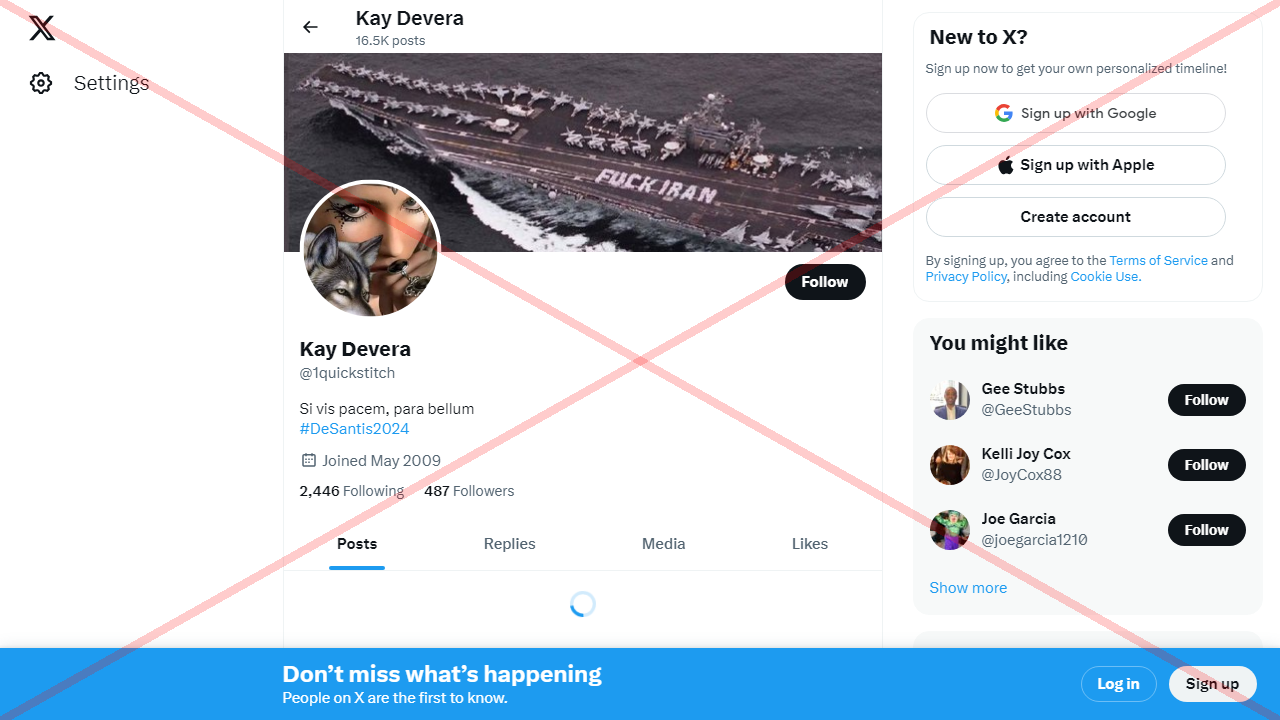 Settings
Kay Devera
16.5K posts
FUCK IRAN
Follow
Kay Devera
@1quickstitch
Si vis pacem, para bellum
#DeSantis2024
Joined May 2009
2,446 Following 487 Followers
Posts Replies Media Likes
New to X?
Sign up now to get your own personalized timeline!
Sign up with Google
Sign up with Apple
Create account
By signing up, you agree to the Terms of Service and
Privacy Policy, including Cookie Use.
You might like
Gee Stubbs
@GeeStubbs
Follow
Kelli Joy Cox
@JoyCox88
Follow
Joe Garcia
@joegarcia1210
Follow
Show more
Don’t miss what’s happening
People on X are the first to know.
Log in
Sign up